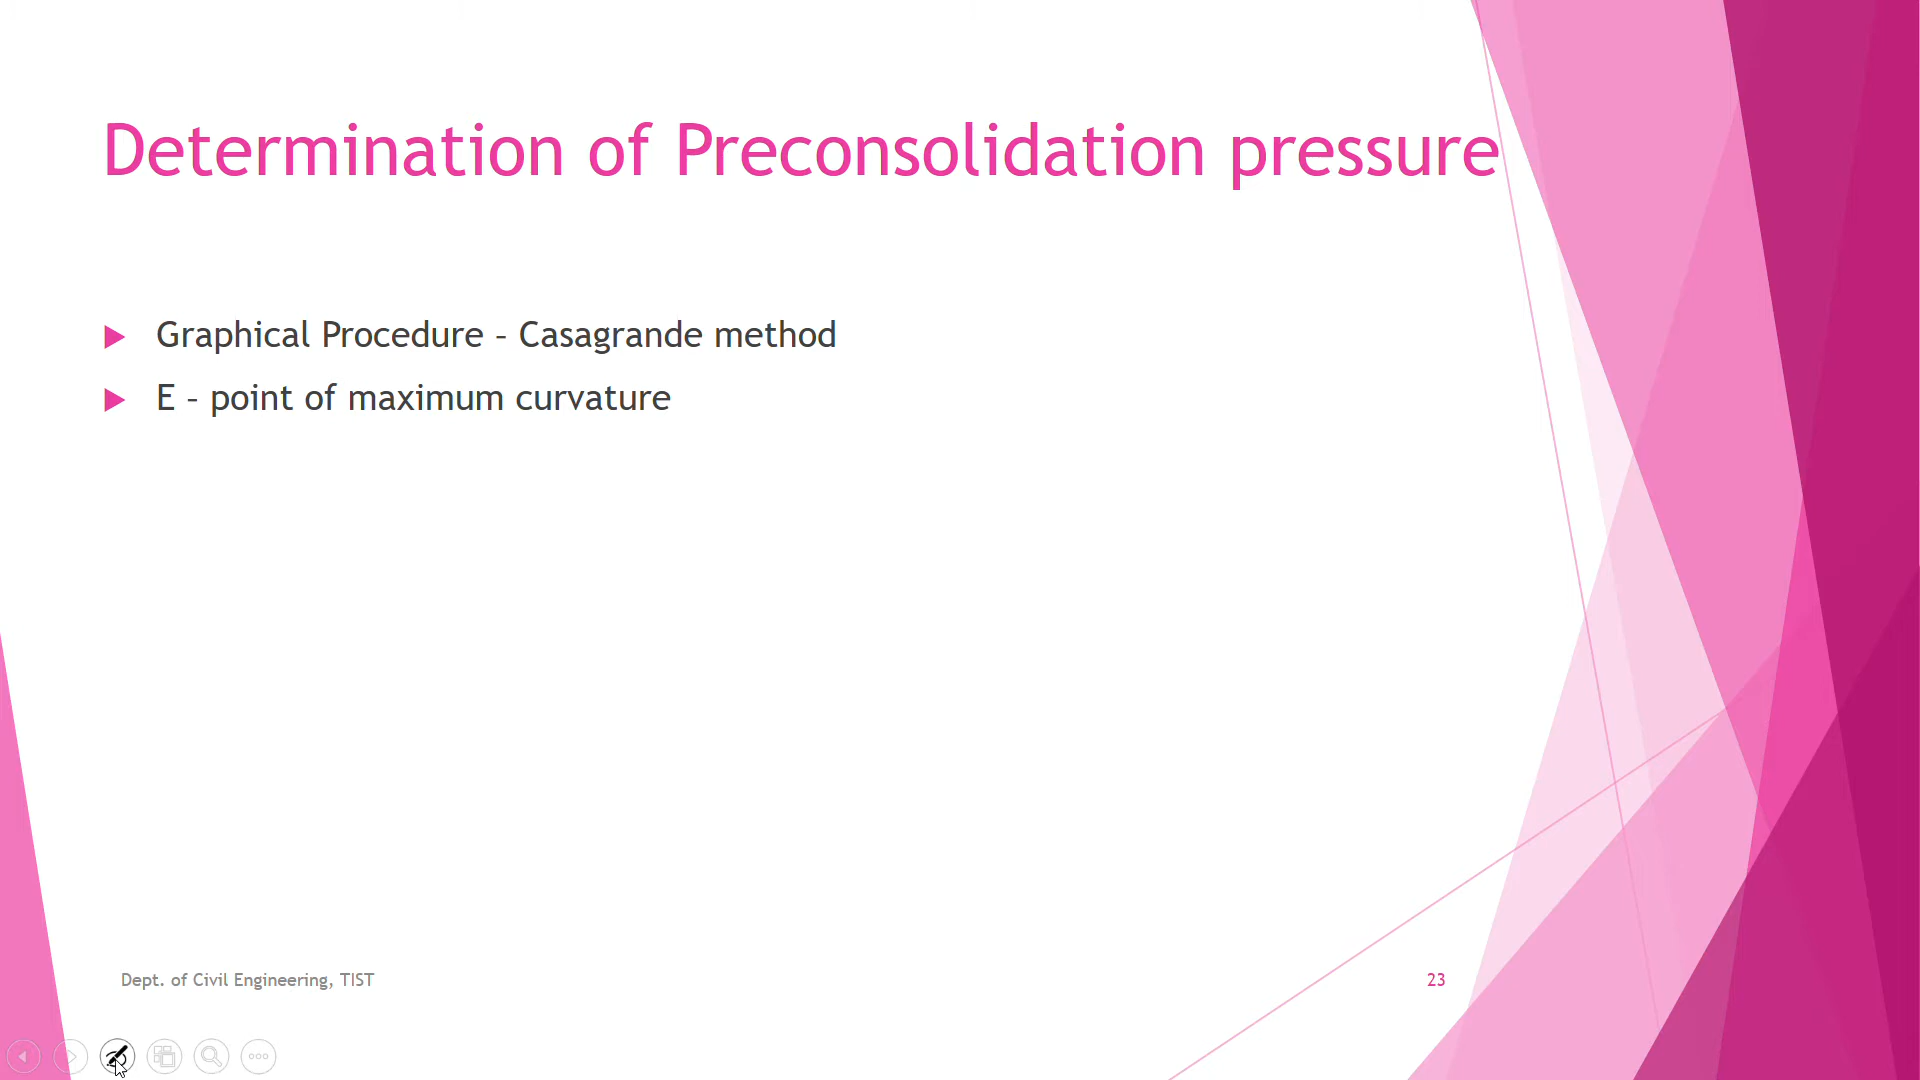 Determination of Preconsolidation pressure
Graphical Procedure – Casagrande method
E – point of maximum curvature
Dept. of Civil Engineering, TIST
23